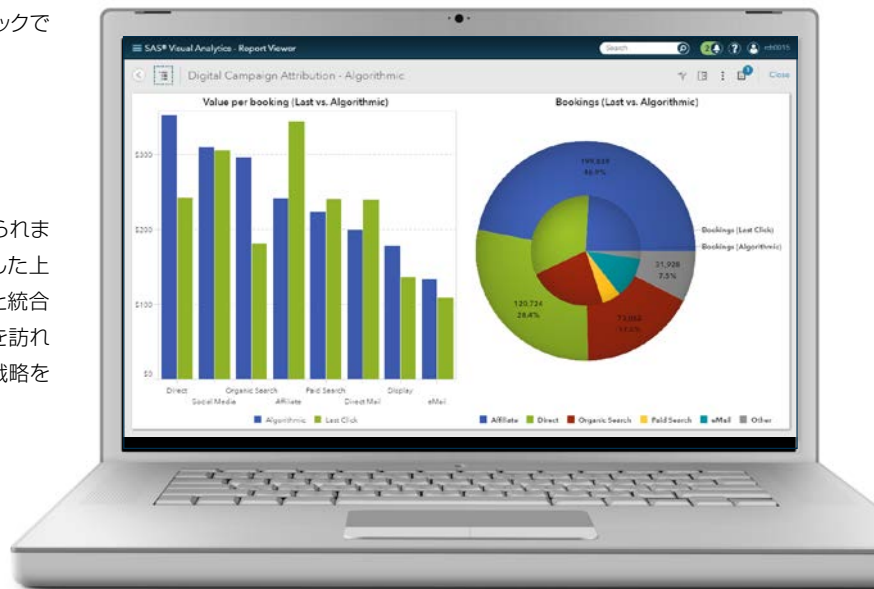 ックで
られま
した上
と統合
を訪れ
戦略を
SAS® Visual Analytics - Report Viewer
Search
2
Digital Campaign Attribution - Algorithmic
Close
Value per booking (Last vs. Algorithmic)
$300
$200
$100
$0
Direct
Organic Search
Paid Search
Display
Social Media
Affiliate
Direct Mail
eMail
Algorithmic
Last Click
Bookings (Last vs. Algorithmic)
Bookings (Last Click)
Bookings (Algorithmic)
31,928
7.5%
120,724
28.4%
Affiliate
Direct
Organic Search
Paid Search
eMail
Other